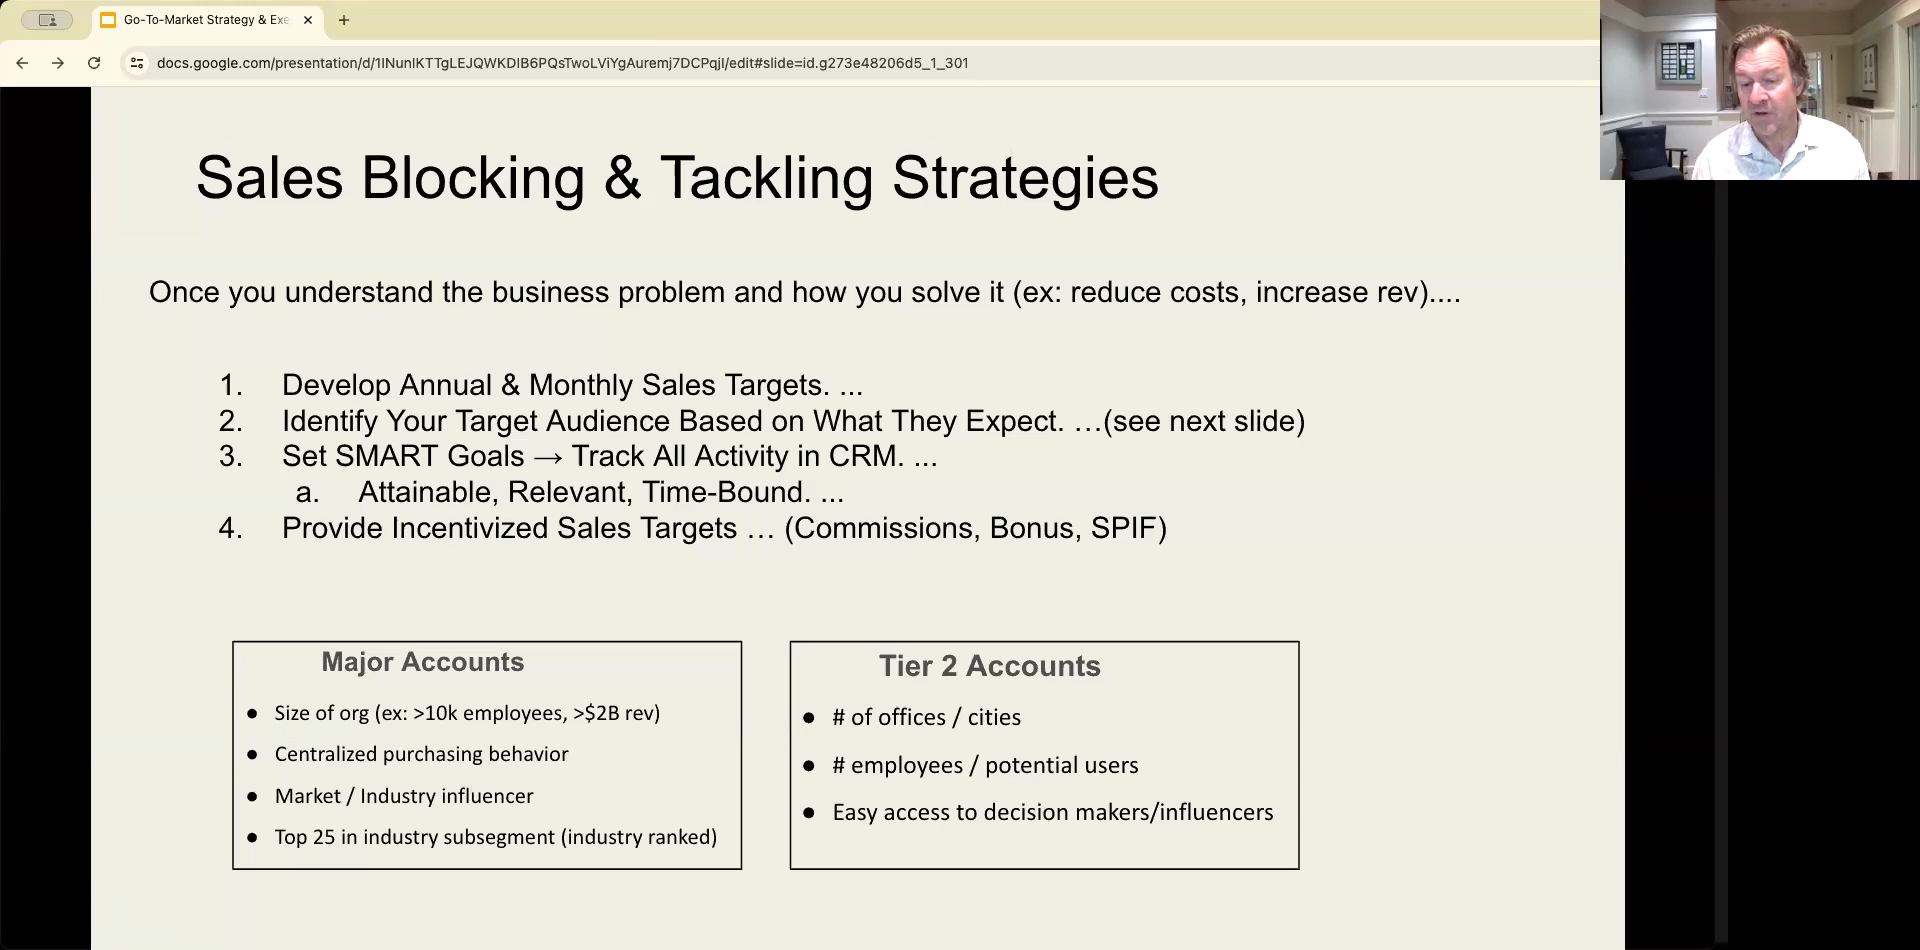 Go-To-Market Strategy & Exe
docs.google.com/presentation/d/1INunlKTTgLEJQWKDIB6PQsTwoLViYgAuremj7DCPqjI/edit#slide=id.g273e48206d5_1_301
Sales Blocking & Tackling Strategies
Once you understand the business problem and how you solve it (ex: reduce costs, increase rev)....
1. Develop Annual & Monthly Sales Targets. ...
2. Identify Your Target Audience Based on What They Expect. …(see next slide)
3. Set SMART Goals → Track All Activity in CRM. ...
a. Attainable, Relevant, Time-Bound. ...
4. Provide Incentivized Sales Targets … (Commissions, Bonus, SPIF)
Major Accounts
● Size of org (ex: >10k employees, >$2B rev)
● Centralized purchasing behavior
● Market / Industry influencer
● Top 25 in industry subsegment (industry ranked)
Tier 2 Accounts
● # of offices / cities
● # employees / potential users
● Easy access to decision makers/influencers